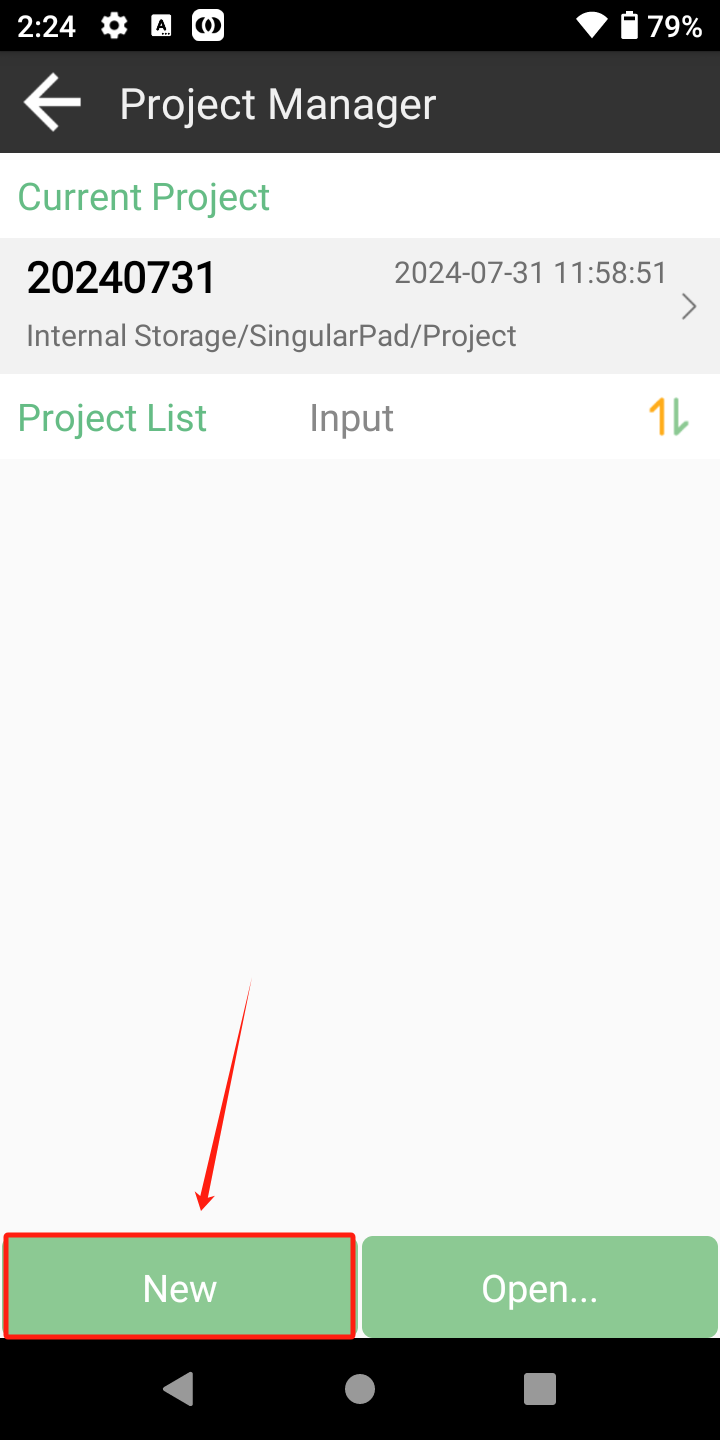 2:24 A... 79%
Project Manager
Current Project
20240731 2024-07-31 11:58:51
Internal Storage/SingularPad/Project
Project List Input
New Open...